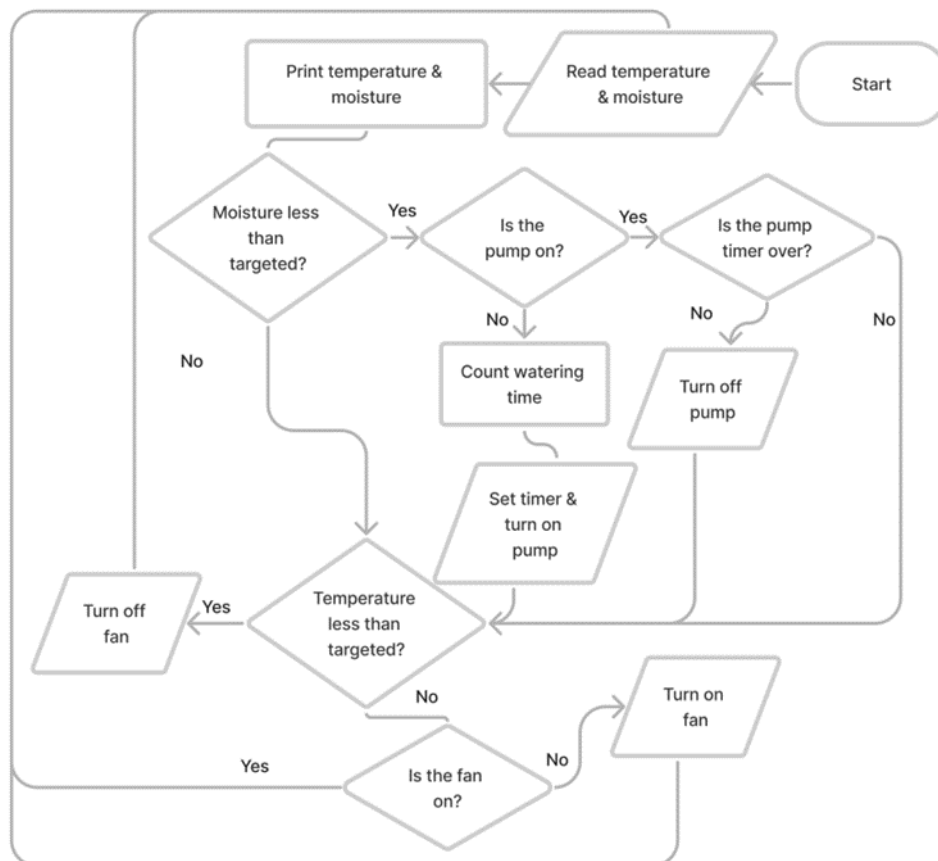 Print temperature &
moisture
Read temperature
& moisture
Start
Moisture less
than
targeted?
Yes
Is the
pump on?
Yes
Is the pump
timer over?
No
No
No
No
Count watering
time
Turn off
pump
Set timer &
turn on
pump
Turn off
fan
Yes
Temperature
less than
targeted?
No
Turn on
fan
Yes
Is the fan
on?
No